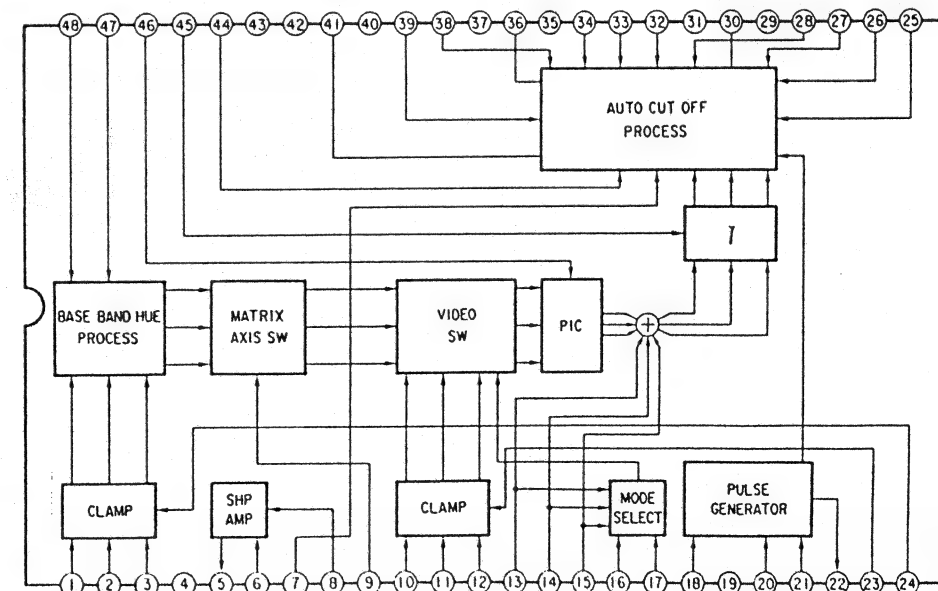 48 47 46 45 44 43 42 41 40 39 38 37 36 35 34 33 32 31 30 29 28 27 26 25
AUTO CUT OFF
PROCESS
γ
BASE BAND HUE
PROCESS
MATRIX
AXIS SW
VIDEO
SW
PIC
+
CLAMP
SHP
AMP
CLAMP
MODE
SELECT
PULSE
GENERATOR
1 2 3 4 5 6 7 8 9 10 11 12 13 14 15 16 17 18 19 20 21 22 23 24